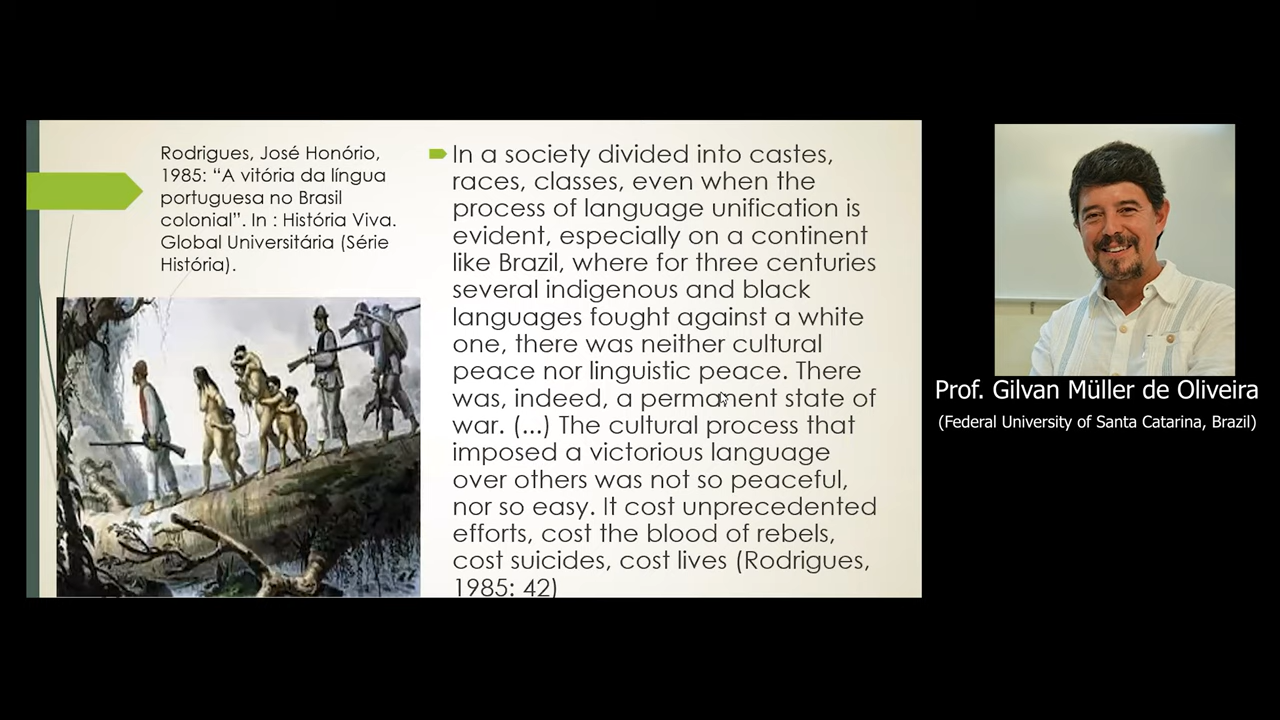 Rodrigues, José Honório,
1985: “A vitória da língua
portuguesa no Brasil
colonial”. In : História Viva.
Global Universitária (Série
História).
In a society divided into castes,
races, classes, even when the
process of language unification is
evident, especially on a continent
like Brazil, where for three centuries
several indigenous and black
languages fought against a white
one, there was neither cultural
peace nor linguistic peace. There
was, indeed, a permanent state of
war. (...) The cultural process that
imposed a victorious language
over others was not so peaceful,
nor so easy. It cost unprecedented
efforts, cost the blood of rebels,
cost suicides, cost lives (Rodrigues,
1985: 42)
Prof. Gilvan Müller de Oliveira
(Federal University of Santa Catarina, Brazil)